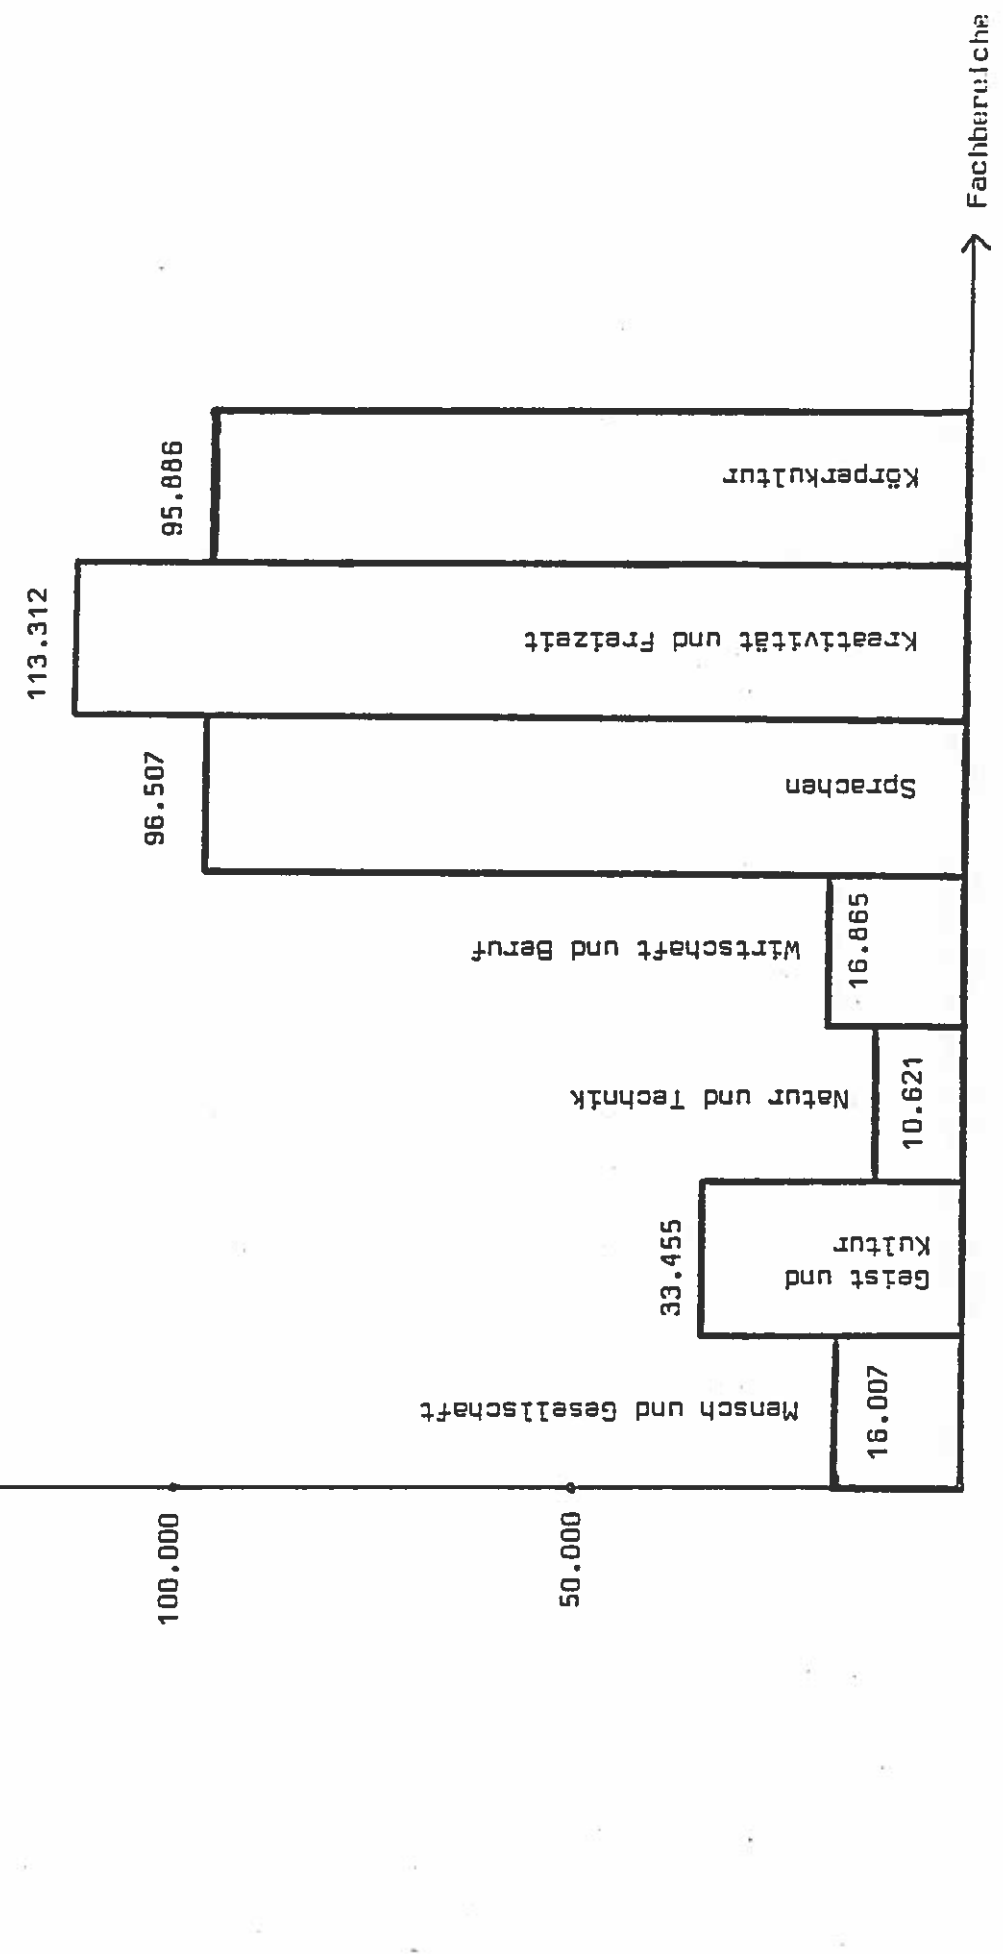 113.312
95.886
96.507
100.000
50.000
33.455
16.007
10.621
16.865
Mensch und Gesellschaft
Geist und
Kultur
Natur und Technik
Wirtschaft und Beruf
Sprachen
Kreativität und Freizeit
Körperkultur
Fachbereiche